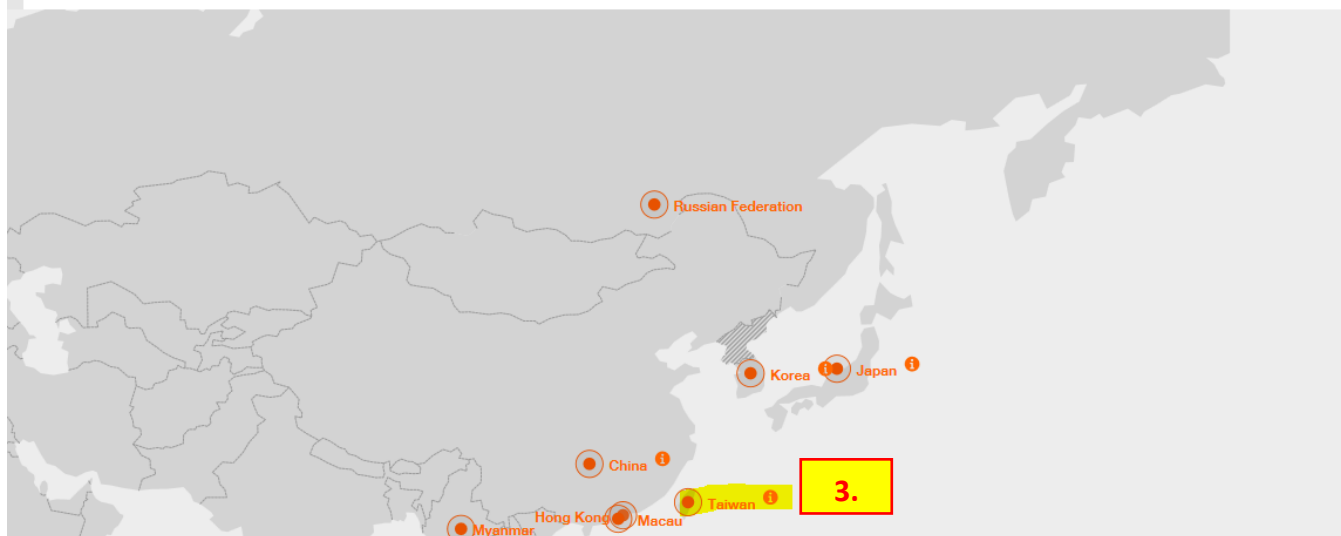 Russian Federation
Korea
Japan
China
3.
Taiwan
Hong Kong
Macau
Myanmar